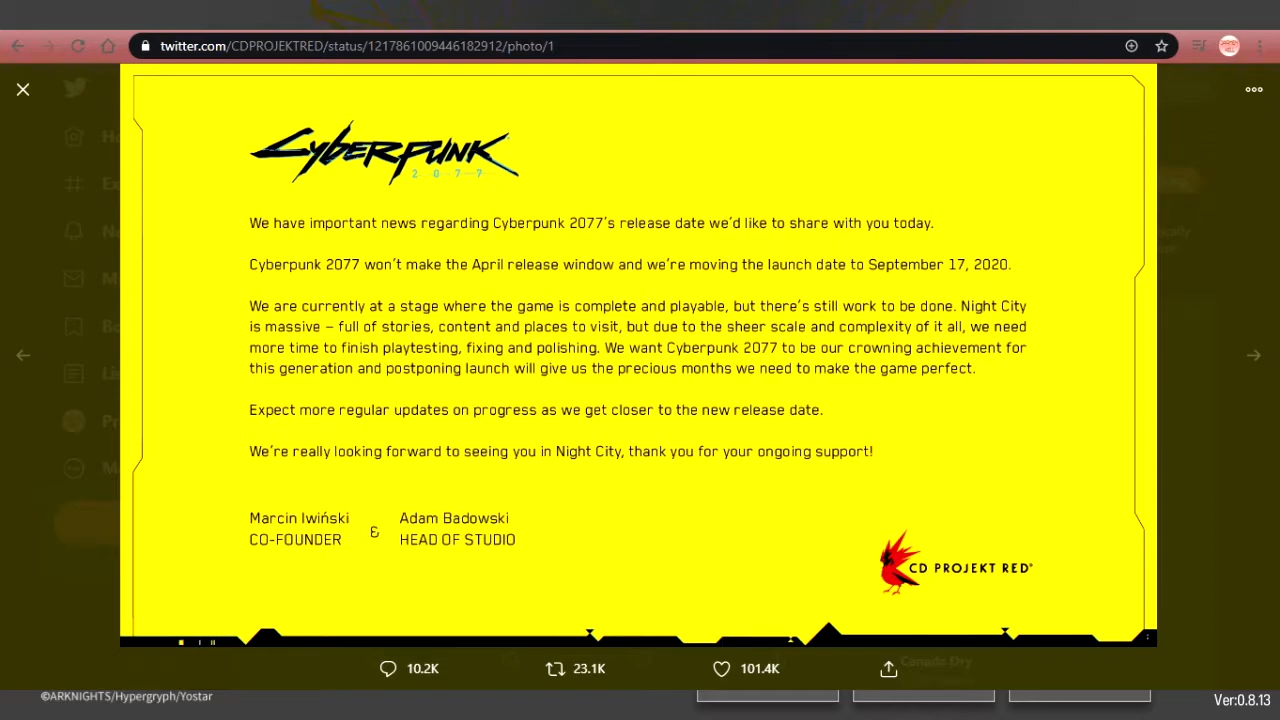 twitter.com/CDPROJEKTRED/status/1217861009446182912/photo/1
Cyberpunk
2077
We have important news regarding Cyberpunk 2077's release date we'd like to share with you today.
Cyberpunk 2077 won't make the April release window and we're moving the launch date to September 17, 2020.
We are currently at a stage where the game is complete and playable, but there's still work to be done. Night City
is massive – full of stories, content and places to visit, but due to the sheer scale and complexity of it all, we need
more time to finish playtesting, fixing and polishing. We want Cyberpunk 2077 to be our crowning achievement for
this generation and postponing launch will give us the precious months we need to make the game perfect.
Expect more regular updates on progress as we get closer to the new release date.
We're really looking forward to seeing you in Night City, thank you for your ongoing support!
Marcin Iwiński & Adam Badowski
CO-FOUNDER HEAD OF STUDIO
CD PROJEKT RED®
10.2K 23.1K 101.4K
Canada Dry
©ARKNIGHTS/Hypergryph/Yostar
Ver:0.8.13